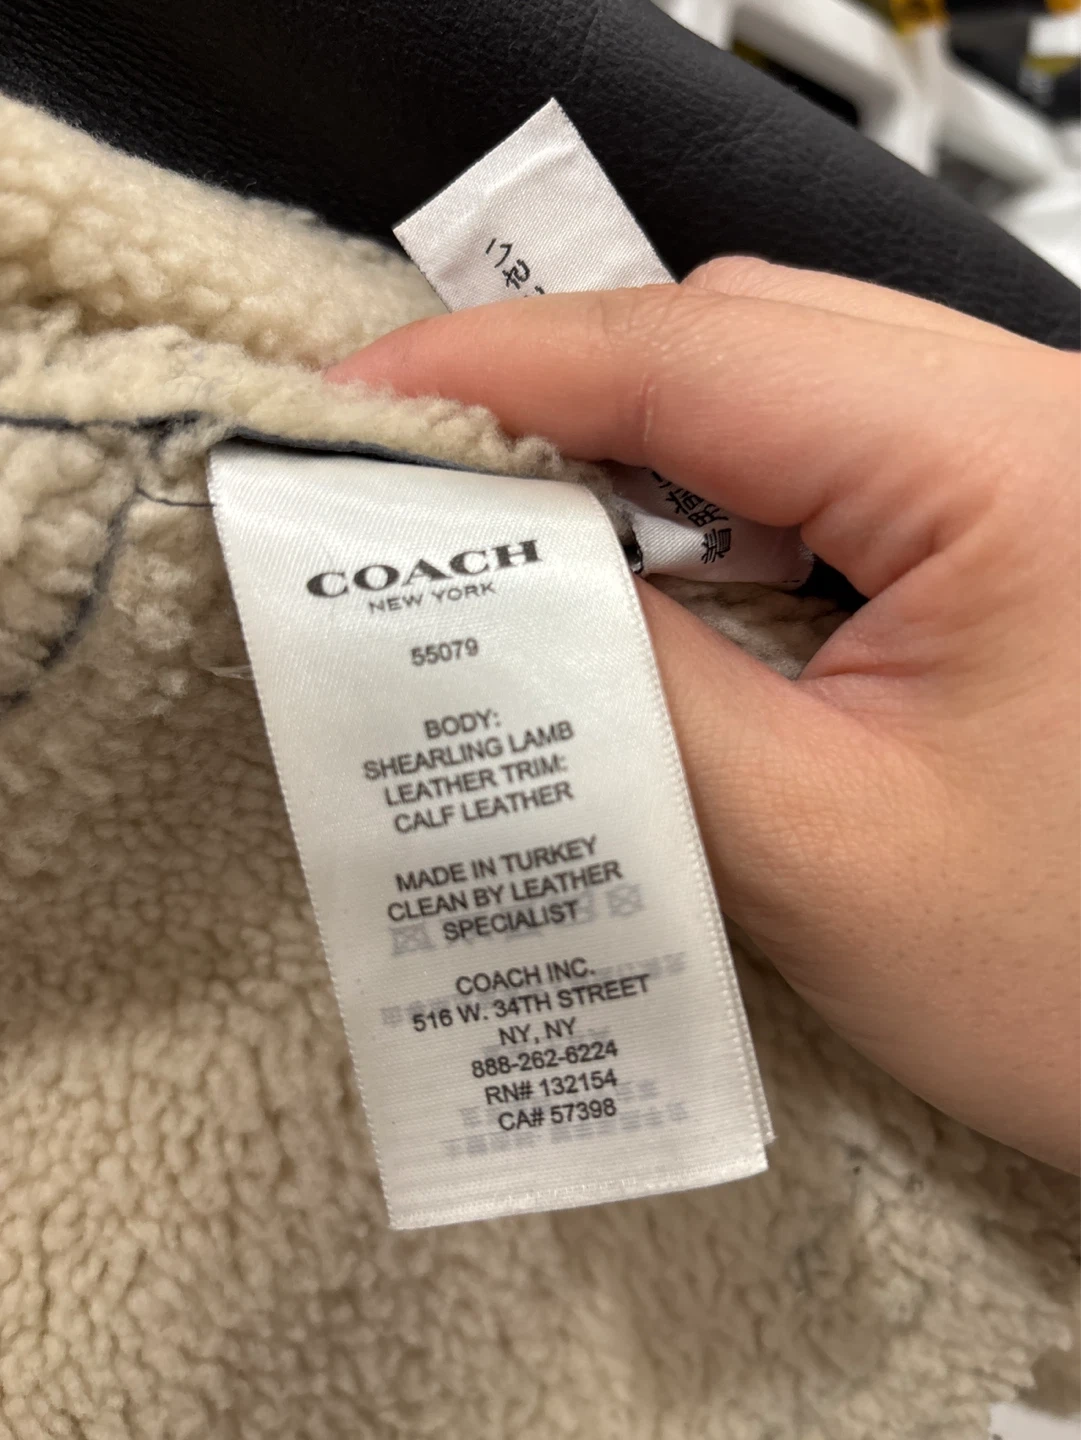 COACH
NEW YORK
55079
BODY:
SHEARLING LAMB
LEATHER TRIM:
CALF LEATHER
MADE IN TURKEY
CLEAN BY LEATHER
SPECIALIST
COACH INC.
516 W. 34TH STREET
NY, NY
888-262-6224
RN# 132154
CA# 57398